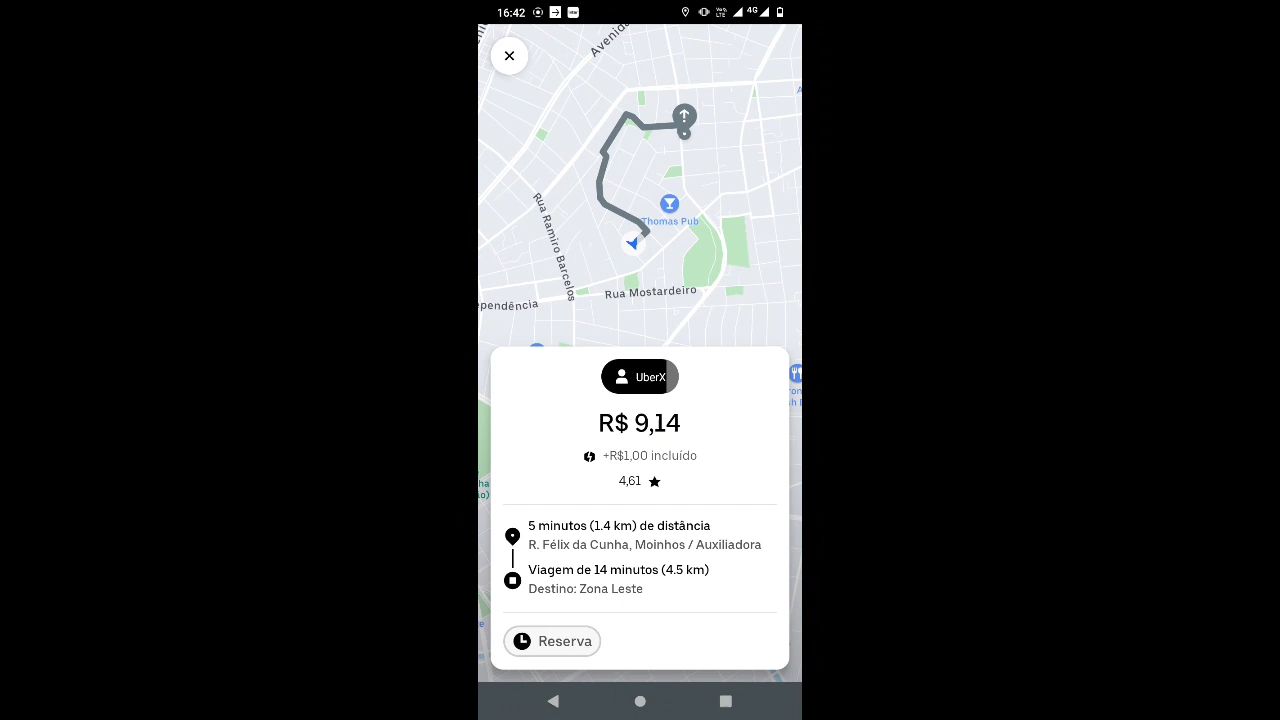 16:42
4G
Avenida
Thomas Pub
Rua Ramiro Barcelos
Rua Mostardeiro
ependência
UberX
R$ 9,14
+R$1,00 incluído
4,61
5 minutos (1.4 km) de distância
R. Félix da Cunha, Moinhos / Auxiliadora
Viagem de 14 minutos (4.5 km)
Destino: Zona Leste
Reserva